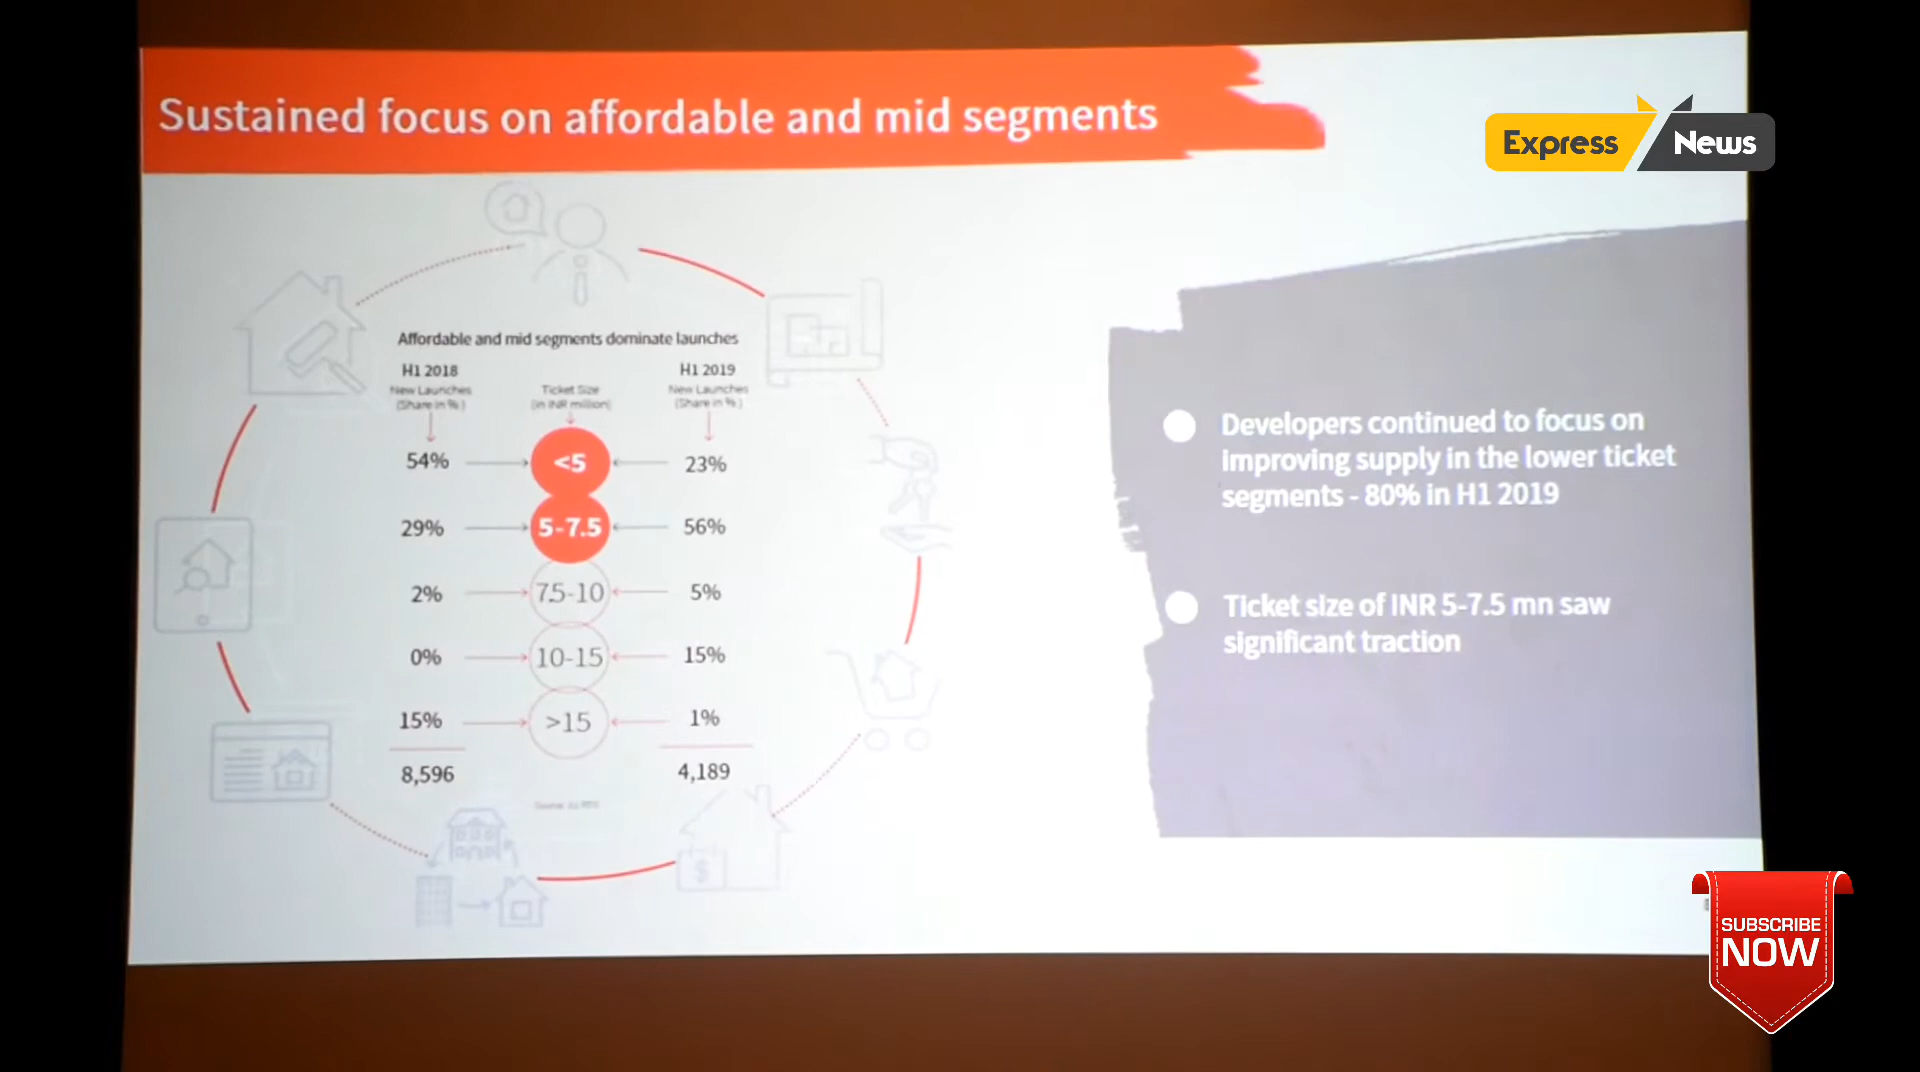 Sustained focus on affordable and mid segments
Express News
Affordable and mid segments dominate launches
H1 2018
H1 2019
New Launches
Ticket Size
New Launches
(Share in %)
(in INR million)
(Share in %)
54% <5 23%
29% 5-7.5 56%
2% 7.5-10 5%
0% 10-15 15%
15% >15 1%
8,596
4,189
$
Developers continued to focus on
improving supply in the lower ticket
segments - 80% in H1 2019
Ticket size of INR 5-7.5 mn saw
significant traction
SUBSCRIBE
NOW